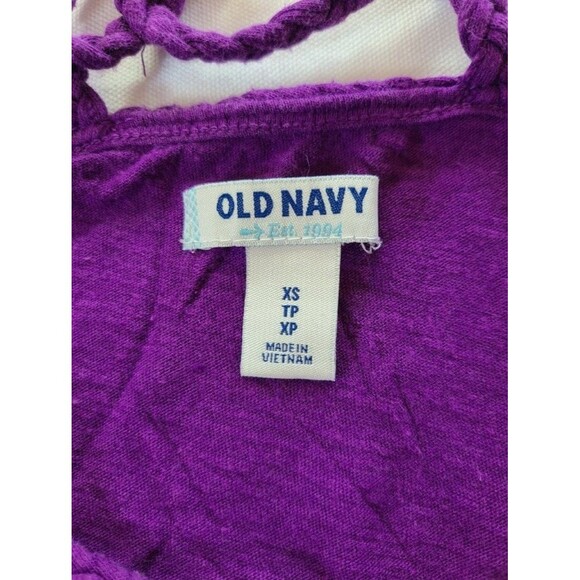 OLD NAVY
Est. 1994
XS
TP
XP
MADE IN
VIETNAM